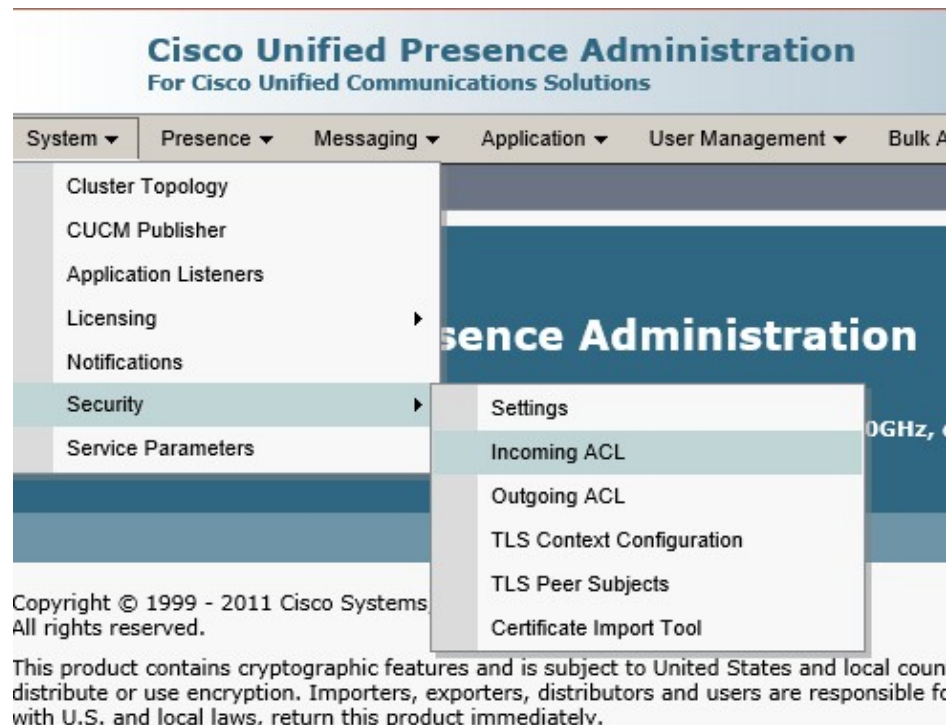 Cisco Unified Presence Administration
For Cisco Unified Communications Solutions
System Presence Messaging Application User Management Bulk A
Cluster Topology
CUCM Publisher
Application Listeners
Licensing
Notifications
Security
Service Parameters
sence Administration
0GHz,
Settings
Incoming ACL
Outgoing ACL
TLS Context Configuration
TLS Peer Subjects
Certificate Import Tool
Copyright © 1999 - 2011 Cisco Systems,
All rights reserved.
This product contains cryptographic features and is subject to United States and local coun
distribute or use encryption. Importers, exporters, distributors and users are responsible fo
with U.S. and local laws, return this product immediately.